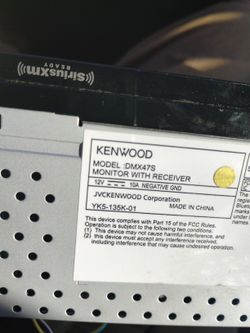 ((SiriusXM))
READY
KENWOOD
MODEL :DMX47S
MONITOR WITH RECEIVER
12V 10A NEGATIVE GND
JVCKENWOOD Corporation
YK5-135K-01 MADE IN CHINA
This device complies with Part 15 of the FCC Rules.
Operation is subject to the following two conditions:
(1) This device may not cause harmful interference, and
(2) this device must accept any interference received,
including interference that may cause undesired operation.